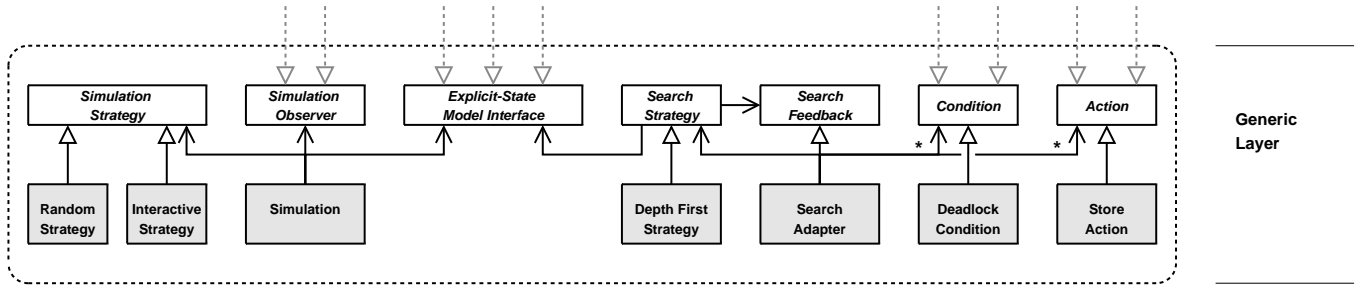 Simulation
Strategy
Simulation
Observer
Explicit-State
Model Interface
Search
Strategy
Search
Feedback
Condition
Action
Generic
Layer
*
*
Random
Strategy
Interactive
Strategy
Simulation
Depth First
Strategy
Search
Adapter
Deadlock
Condition
Store
Action